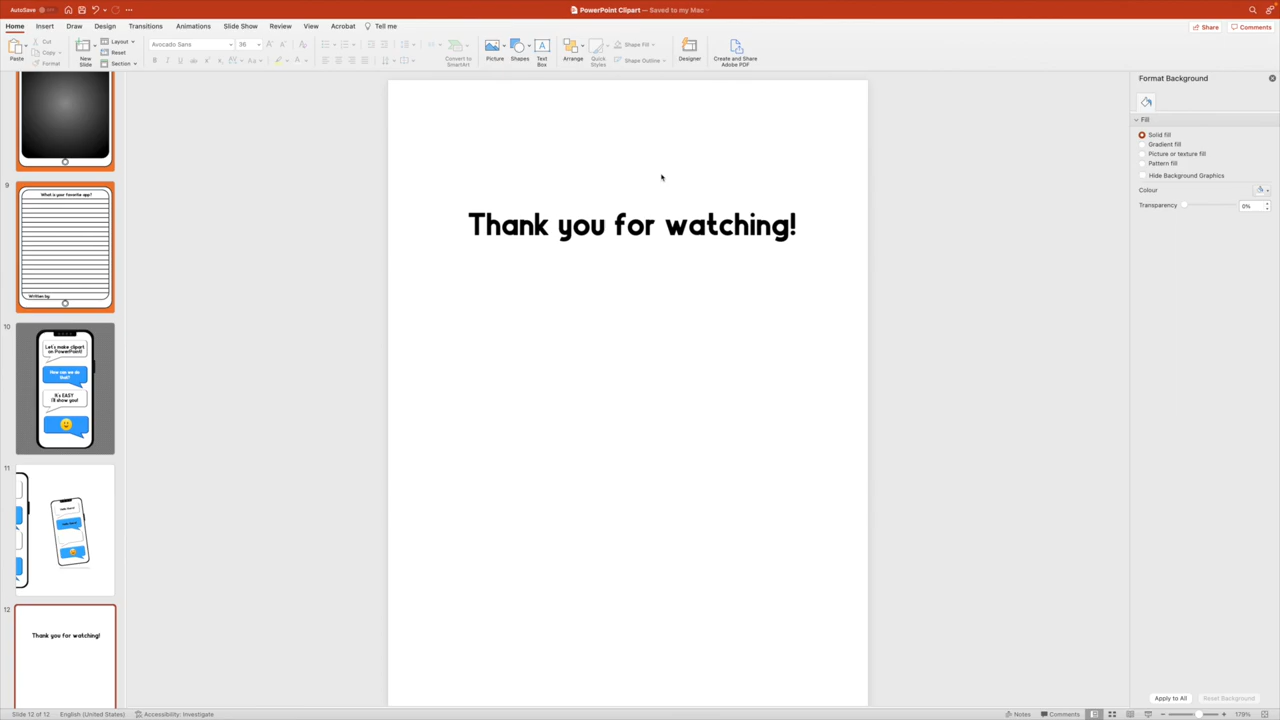 AutoSave
PowerPoint Clipart — Saved to my Mac
Home
Insert
Draw
Design
Transitions
Animations
Slide Show
Review
View
Acrobat
Tell me
Share
Comments
Paste
Cut
Copy
Format
New Slide
Layout
Reset
Section
Avocado Sans
36
Convert to SmartArt
Picture
Shapes
Text Box
Arrange
Quick Styles
Shape Fill
Shape Outline
Designer
Create and Share Adobe PDF
9
What is your favorite app?
Written by
10
Let's make clipart
on PowerPoint!
How can we do
that?
It's EASY
I'll show you!
11
12
Thank you for watching!
Thank you for watching!
Format Background
Fill
Solid fill
Gradient fill
Picture or texture fill
Pattern fill
Hide Background Graphics
Colour
Transparency
0%
Apply to All
Reset Background
Slide 12 of 12
English (United States)
Accessibility: Investigate
Notes
Comments
179%